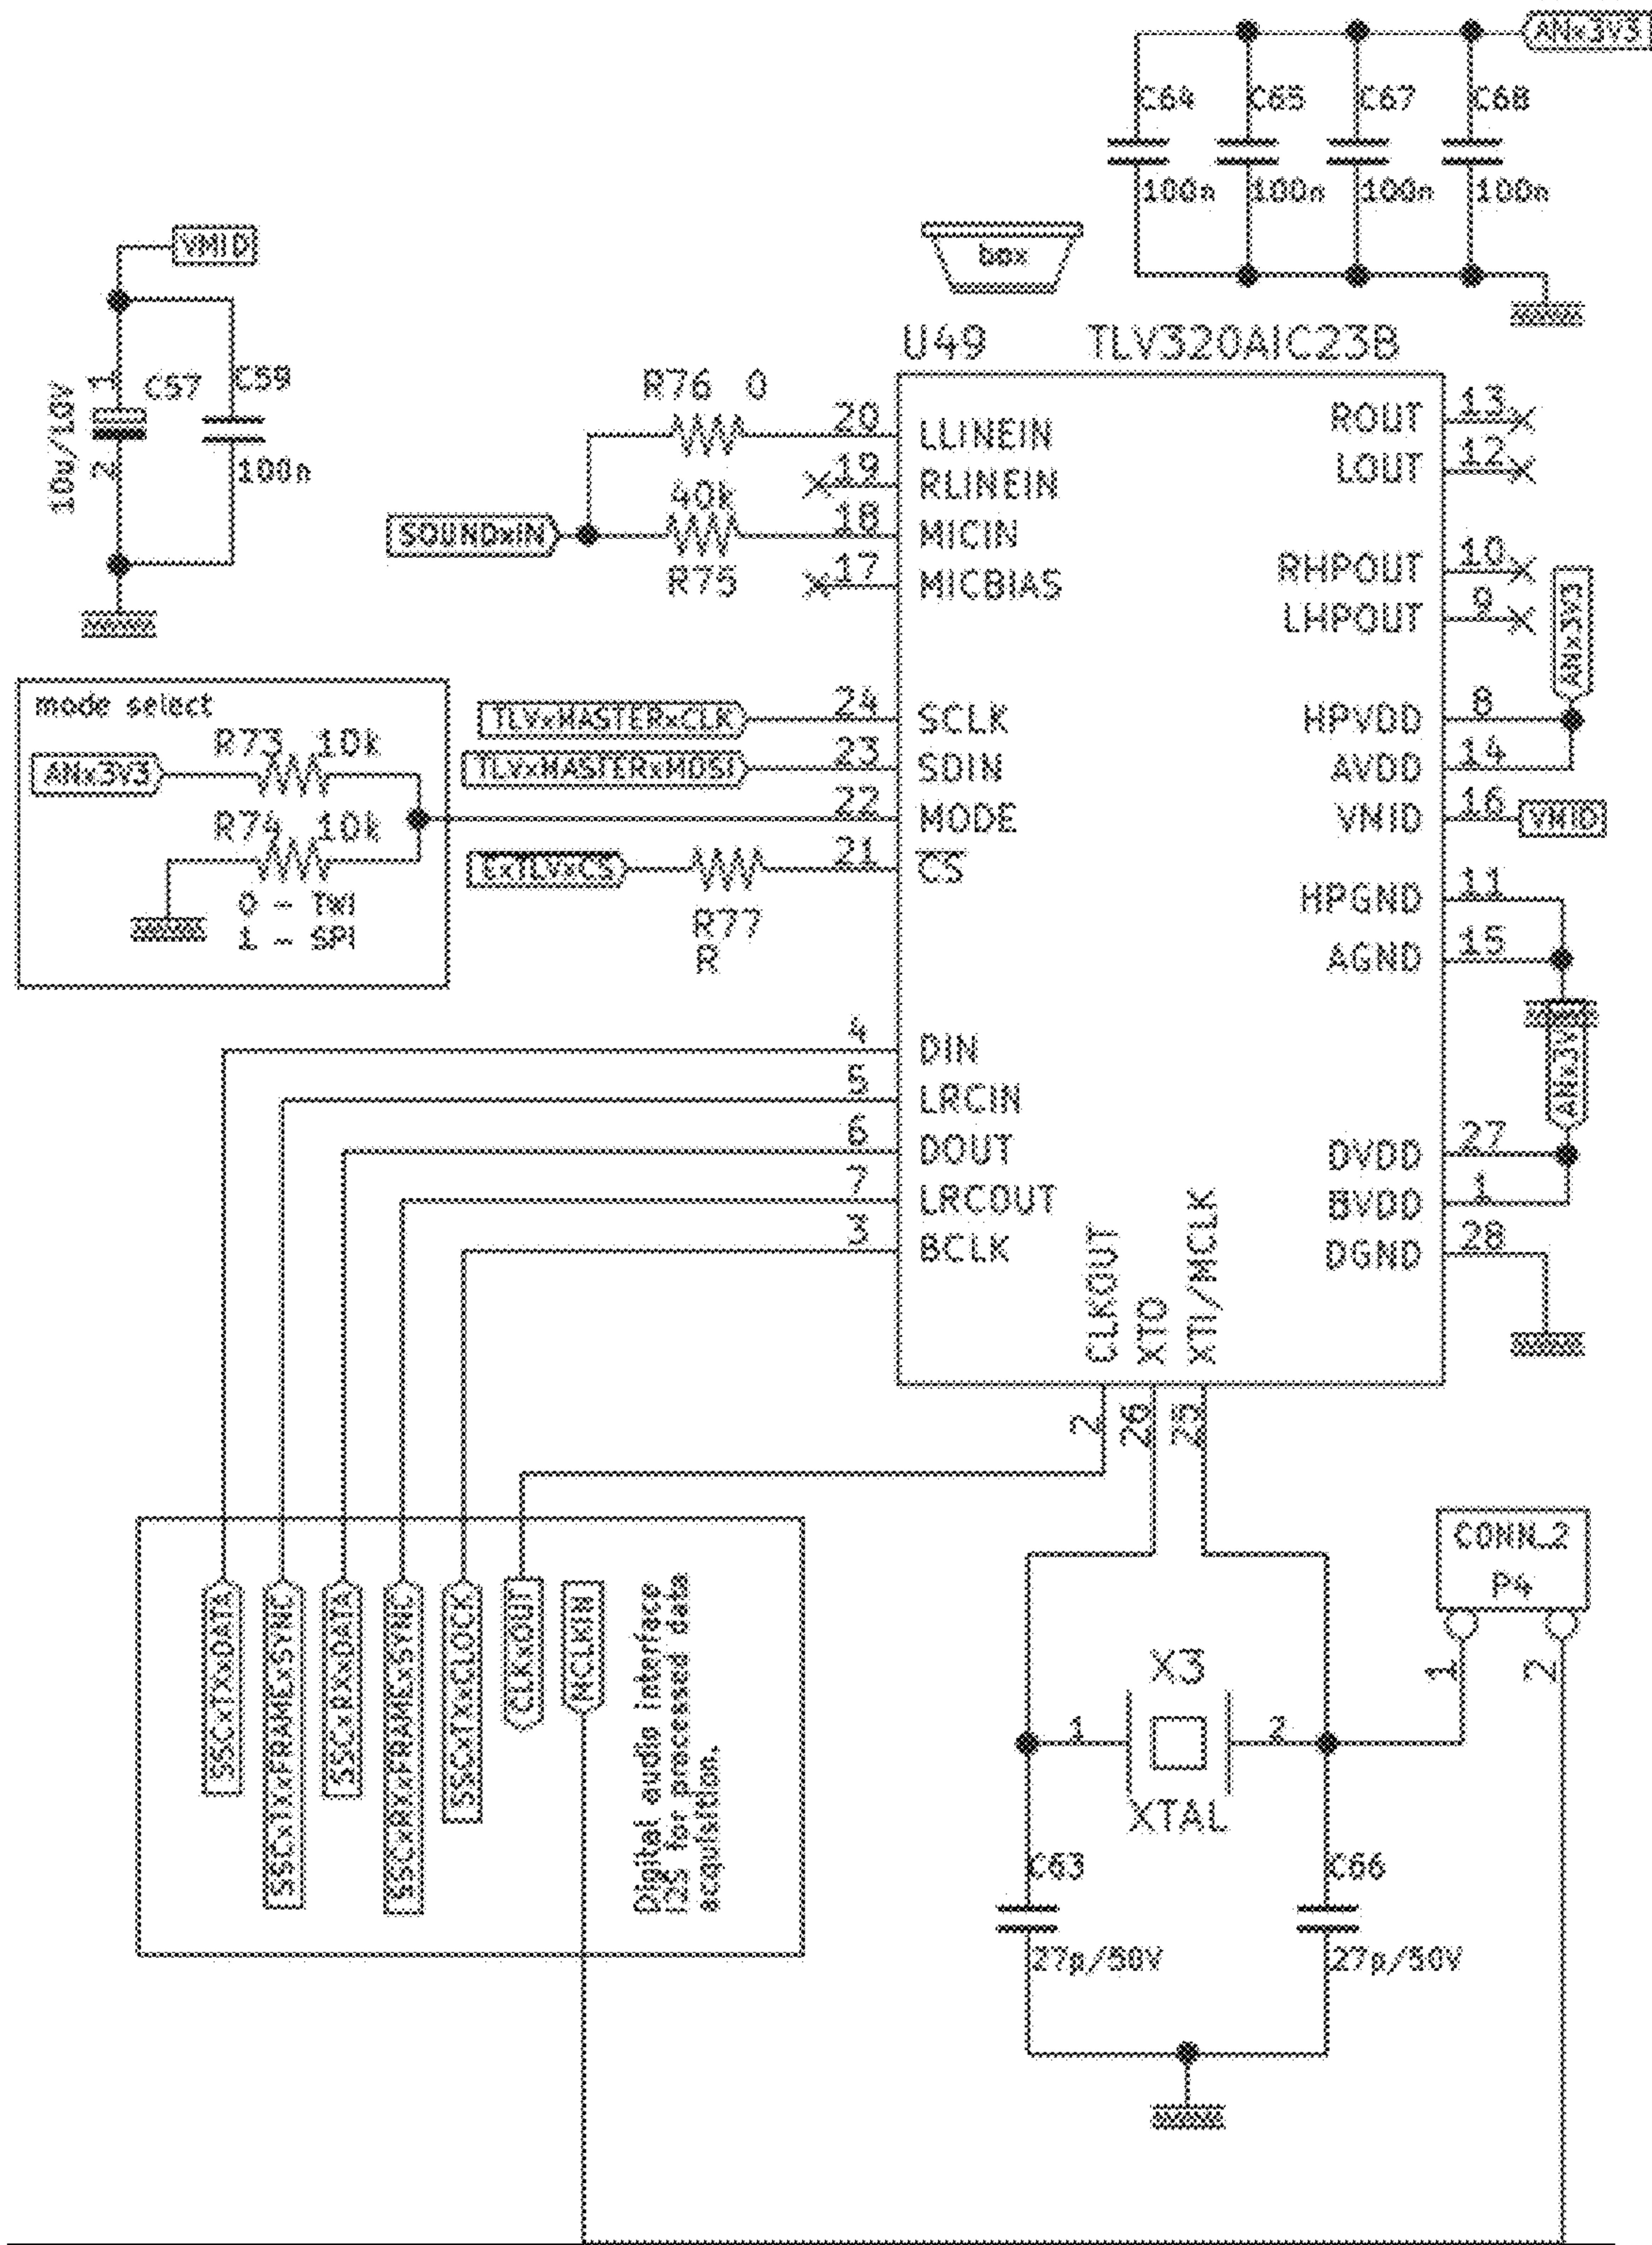 ANx3V3
C64 C65 C67 C68
100n 100n 100n 100n
VMID
box
U49 TLV320AIC23B
1 C57 C59
10u/16V
2 100n
R76 0
20 LLINEIN
19 RLINEIN
40k
SOUNDxIN 18 MICIN
R75
17 MICBIAS
ROUT 13
LOUT 12
RHPOUT 10
LHPOUT 9
ANx3V3
mode select
R73 10k
ANx3V3
R74 10k
0 - TWI
1 - SPI
TLVxMASTERxCLK 24 SCLK
TLVxMASTERxMOSI 23 SDIN
22 MODE
ExTLVxCS 21 CS
R77
R
HPVDD 8
AVDD 14
VMID 16 VMID
HPGND 11
AGND 15
ANx3V3
4 DIN
5 LRCIN
6 DOUT
7 LRCOUT
3 BCLK
DVDD 27
BVDD 1
DGND 28
CLKOUT
XTO
XTI/MCLK
2 26 25
SSCxTXxDATA
SSCxTXxFRAMExSYNC
SSCxRXxDATA
SSCxRXxFRAMExSYNC
SSCxTXxCLOCK
CLKxOUT
MCLKIN
Digital audio interface
I2S for processed data
acquisition.
CONN_2
P4
1 2
X3
1 2
XTAL
C63 C66
27p/50V 27p/50V